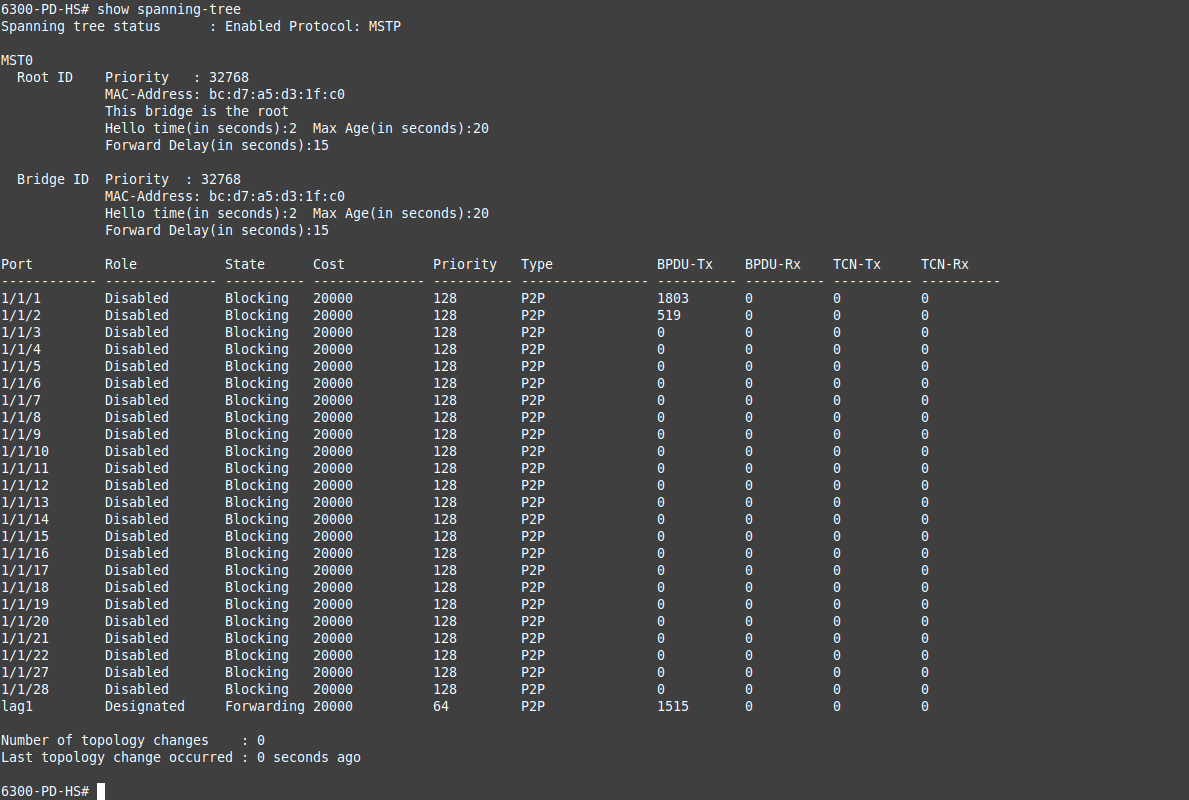 6300-PD-HS# show spanning-tree
Spanning tree status      : Enabled Protocol: MSTP

MST0
  Root ID    Priority   : 32768
             MAC-Address: bc:d7:a5:d3:1f:c0
             This bridge is the root
             Hello time(in seconds):2  Max Age(in seconds):20
             Forward Delay(in seconds):15

  Bridge ID  Priority  : 32768
             MAC-Address: bc:d7:a5:d3:1f:c0
             Hello time(in seconds):2  Max Age(in seconds):20
             Forward Delay(in seconds):15

Port         Role           State      Cost           Priority   Type             BPDU-Tx    BPDU-Rx    TCN-Tx     TCN-Rx
------------ -------------- ---------- -------------- ---------- ---------------- ---------- ---------- ---------- ----------
1/1/1        Disabled       Blocking   20000          128        P2P              1803       0          0          0
1/1/2        Disabled       Blocking   20000          128        P2P              519        0          0          0
1/1/3        Disabled       Blocking   20000          128        P2P              0          0          0          0
1/1/4        Disabled       Blocking   20000          128        P2P              0          0          0          0
1/1/5        Disabled       Blocking   20000          128        P2P              0          0          0          0
1/1/6        Disabled       Blocking   20000          128        P2P              0          0          0          0
1/1/7        Disabled       Blocking   20000          128        P2P              0          0          0          0
1/1/8        Disabled       Blocking   20000          128        P2P              0          0          0          0
1/1/9        Disabled       Blocking   20000          128        P2P              0          0          0          0
1/1/10       Disabled       Blocking   20000          128        P2P              0          0          0          0
1/1/11       Disabled       Blocking   20000          128        P2P              0          0          0          0
1/1/12       Disabled       Blocking   20000          128        P2P              0          0          0          0
1/1/13       Disabled       Blocking   20000          128        P2P              0          0          0          0
1/1/14       Disabled       Blocking   20000          128        P2P              0          0          0          0
1/1/15       Disabled       Blocking   20000          128        P2P              0          0          0          0
1/1/16       Disabled       Blocking   20000          128        P2P              0          0          0          0
1/1/17       Disabled       Blocking   20000          128        P2P              0          0          0          0
1/1/18       Disabled       Blocking   20000          128        P2P              0          0          0          0
1/1/19       Disabled       Blocking   20000          128        P2P              0          0          0          0
1/1/20       Disabled       Blocking   20000          128        P2P              0          0          0          0
1/1/21       Disabled       Blocking   20000          128        P2P              0          0          0          0
1/1/22       Disabled       Blocking   20000          128        P2P              0          0          0          0
1/1/27       Disabled       Blocking   20000          128        P2P              0          0          0          0
1/1/28       Disabled       Blocking   20000          128        P2P              0          0          0          0
lag1         Designated     Forwarding 20000          64         P2P              1515       0          0          0

Number of topology changes    : 0
Last topology change occurred : 0 seconds ago

6300-PD-HS#